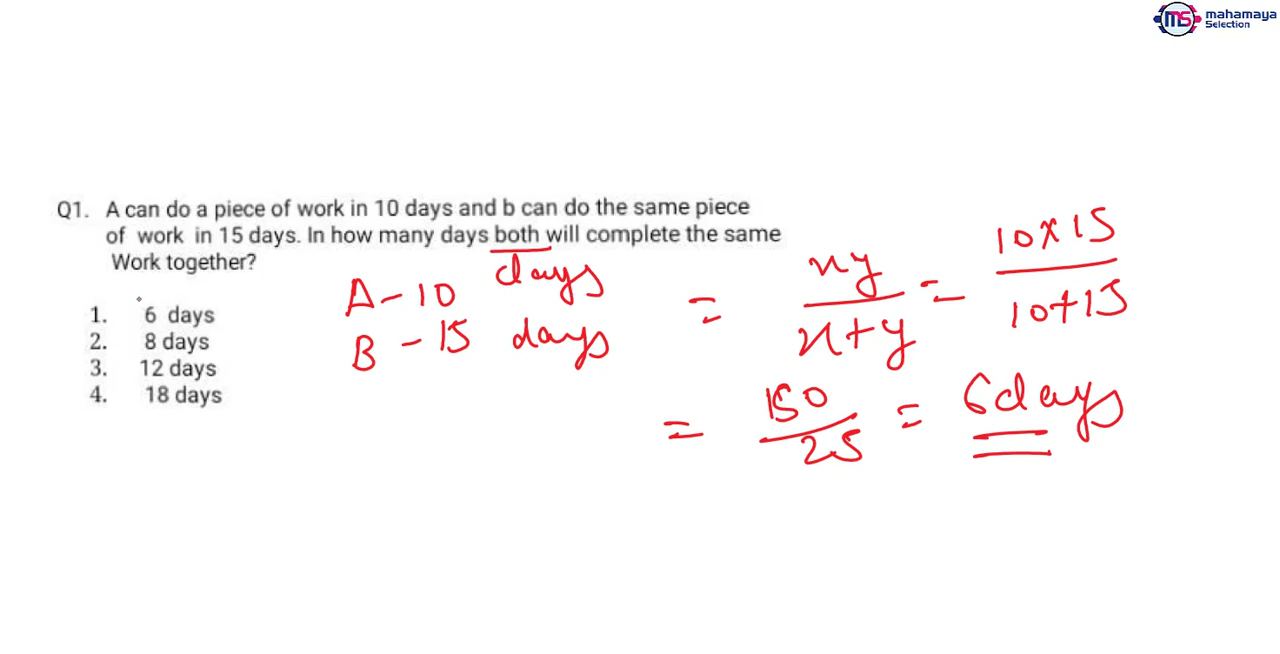 mahamaya
Selection
Q1. A can do a piece of work in 10 days and b can do the same piece
of work in 15 days. In how many days both will complete the same
Work together?
1. 6 days
2. 8 days
3. 12 days
4. 18 days
A - 10 days
B - 15 days
= xy / x+y = 10 x 15 / 10+15
= 150 / 25 = 6 days